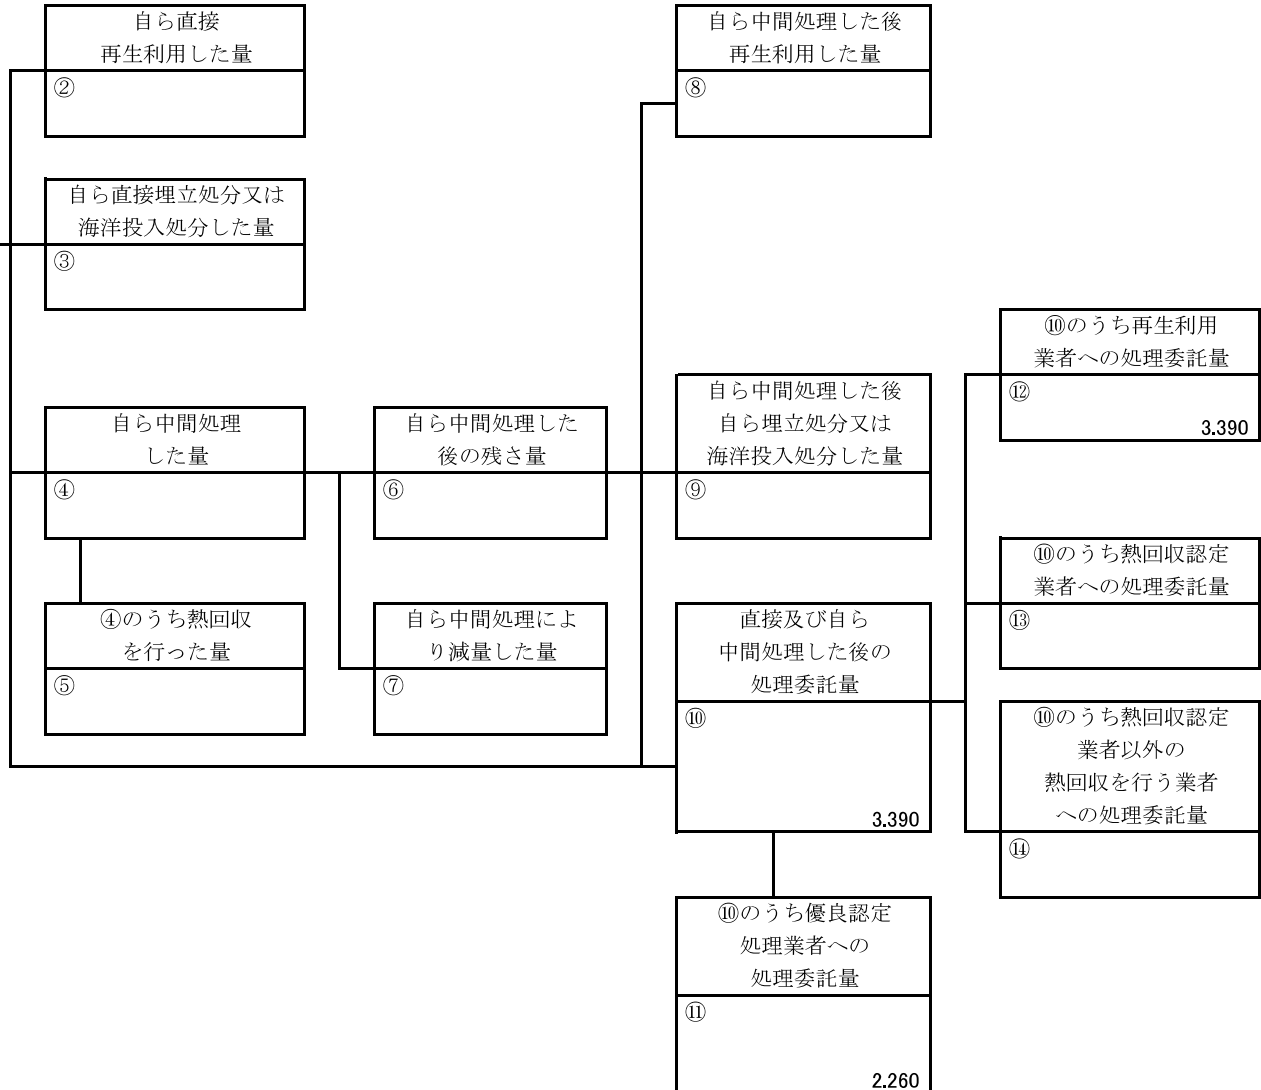 自ら直接
再生利用した量
②
自ら中間処理した後
再生利用した量
⑧
自ら直接埋立処分又は
海洋投入処分した量
③
⑩のうち再生利用
業者への処理委託量
⑫
3.390
自ら中間処理
した量
④
自ら中間処理した
後の残さ量
⑥
自ら中間処理した後
自ら埋立処分又は
海洋投入処分した量
⑨
⑩のうち熱回収認定
業者への処理委託量
⑬
④のうち熱回収
を行った量
⑤
自ら中間処理によ
り減量した量
⑦
直接及び自ら
中間処理した後の
処理委託量
⑩
3.390
⑩のうち熱回収認定
業者以外の
熱回収を行う業者
への処理委託量
⑭
⑩のうち優良認定
処理業者への
処理委託量
⑪
2.260